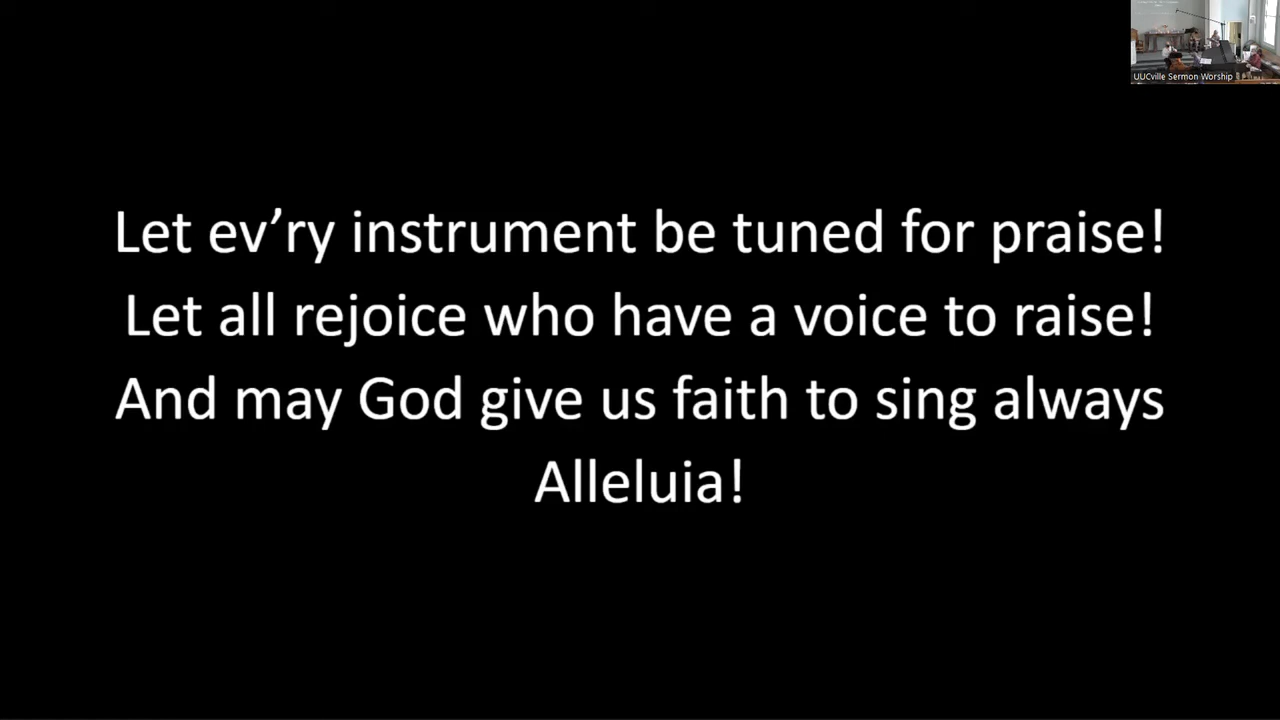 UUCville Sermon Worship
Let ev’ry instrument be tuned for praise!
Let all rejoice who have a voice to raise!
And may God give us faith to sing always
Alleluia!